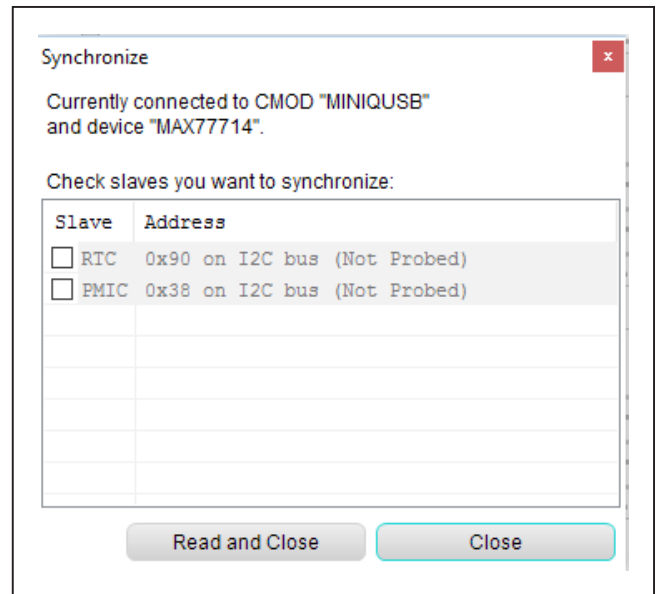 Synchronize
x
Currently connected to CMOD "MINIQUSB"
and device "MAX77714".
Check slaves you want to synchronize:
Slave Address
RTC 0x90 on I2C bus (Not Probed)
PMIC 0x38 on I2C bus (Not Probed)
Read and Close Close